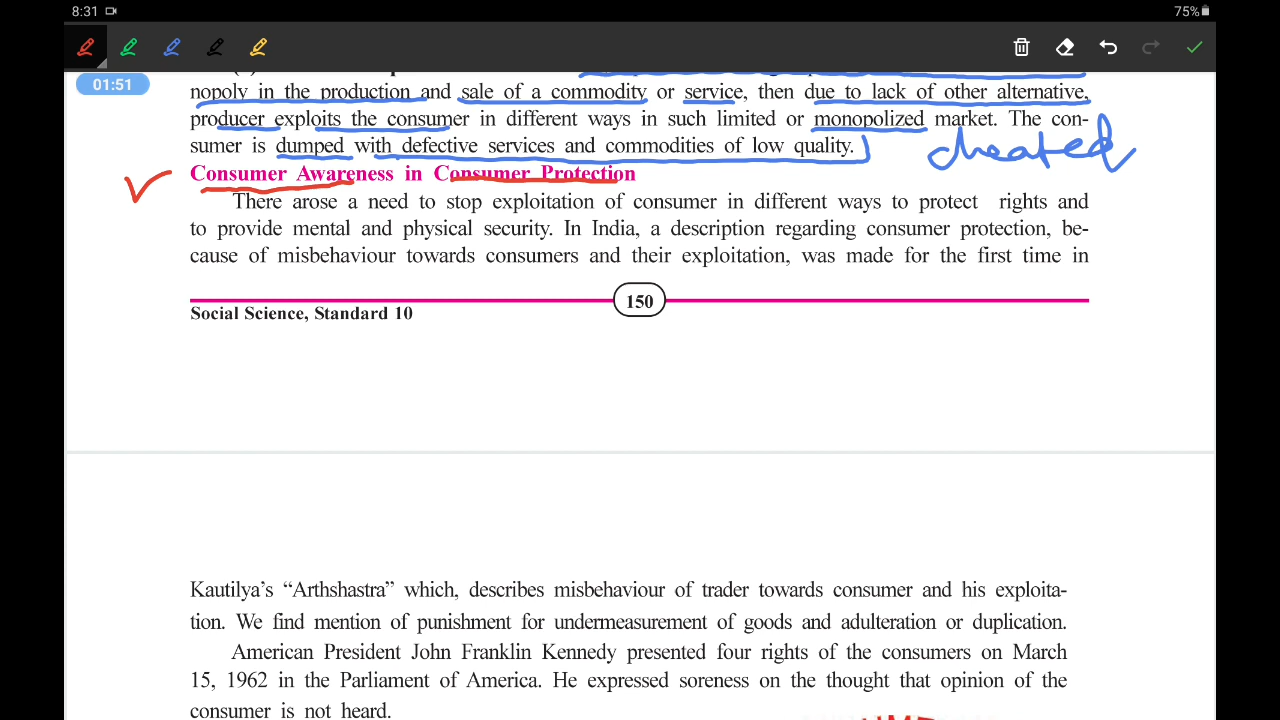 8:31
75%
01:51
nopoly in the production and sale of a commodity or service, then due to lack of other alternative,
producer exploits the consumer in different ways in such limited or monopolized market. The con-
sumer is dumped with defective services and commodities of low quality.
cheated
Consumer Awareness in Consumer Protection
There arose a need to stop exploitation of consumer in different ways to protect rights and
to provide mental and physical security. In India, a description regarding consumer protection, be-
cause of misbehaviour towards consumers and their exploitation, was made for the first time in
150
Social Science, Standard 10
Kautilya's “Arthshastra” which, describes misbehaviour of trader towards consumer and his exploita-
tion. We find mention of punishment for undermeasurement of goods and adulteration or duplication.
American President John Franklin Kennedy presented four rights of the consumers on March
15, 1962 in the Parliament of America. He expressed soreness on the thought that opinion of the
consumer is not heard.